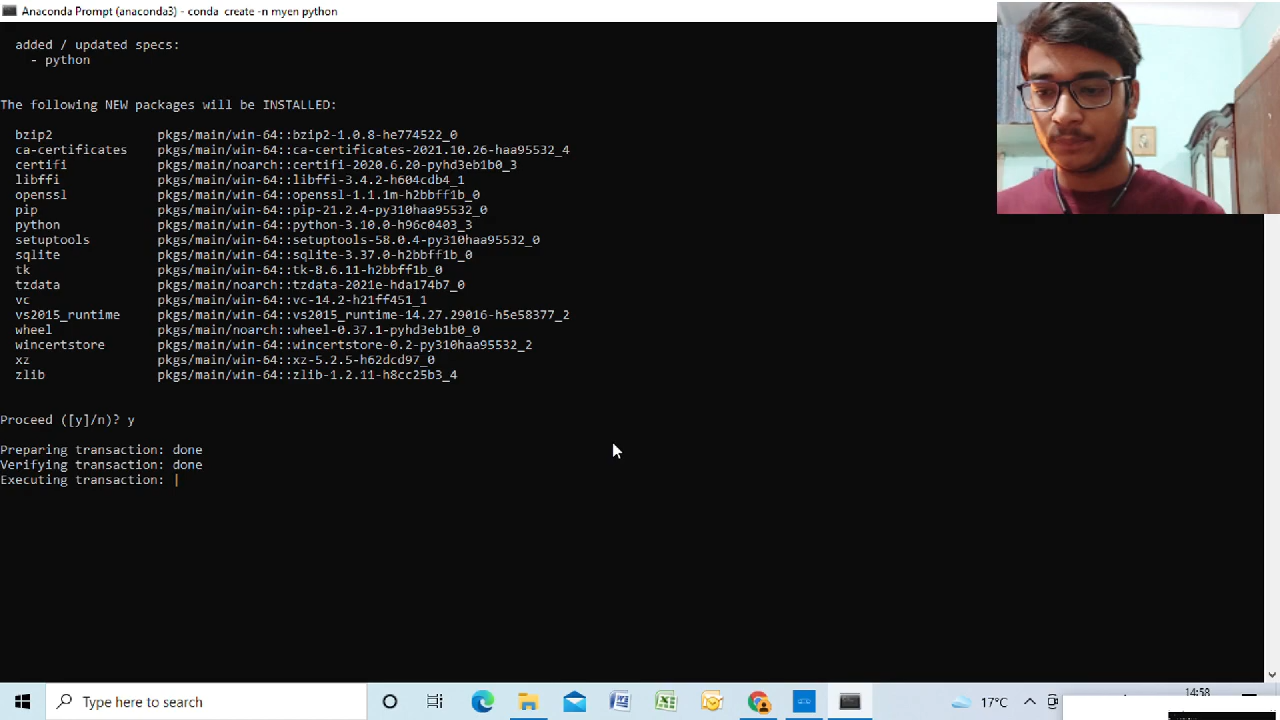 Anaconda Prompt (anaconda3) - conda create -n myen python
added / updated specs:
- python
The following NEW packages will be INSTALLED:
bzip2 pkgs/main/win-64::bzip2-1.0.8-he774522_0
ca-certificates pkgs/main/win-64::ca-certificates-2021.10.26-haa95532_4
certifi pkgs/main/noarch::certifi-2020.6.20-pyhd3eb1b0_3
libffi pkgs/main/win-64::libffi-3.4.2-h604cdb4_1
openssl pkgs/main/win-64::openssl-1.1.1m-h2bbff1b_0
pip pkgs/main/win-64::pip-21.2.4-py310haa95532_0
python pkgs/main/win-64::python-3.10.0-h96c0403_3
setuptools pkgs/main/win-64::setuptools-58.0.4-py310haa95532_0
sqlite pkgs/main/win-64::sqlite-3.37.0-h2bbff1b_0
tk pkgs/main/win-64::tk-8.6.11-h2bbff1b_0
tzdata pkgs/main/noarch::tzdata-2021e-hda174b7_0
vc pkgs/main/win-64::vc-14.2-h21ff451_1
vs2015_runtime pkgs/main/win-64::vs2015_runtime-14.27.29016-h5e58377_2
wheel pkgs/main/noarch::wheel-0.37.1-pyhd3eb1b0_0
wincertstore pkgs/main/win-64::wincertstore-0.2-py310haa95532_2
xz pkgs/main/win-64::xz-5.2.5-h62dcd97_0
zlib pkgs/main/win-64::zlib-1.2.11-h8cc25b3_4
Proceed ([y]/n)? y
Preparing transaction: done
Verifying transaction: done
Executing transaction: |
Type here to search 17°C 14:58